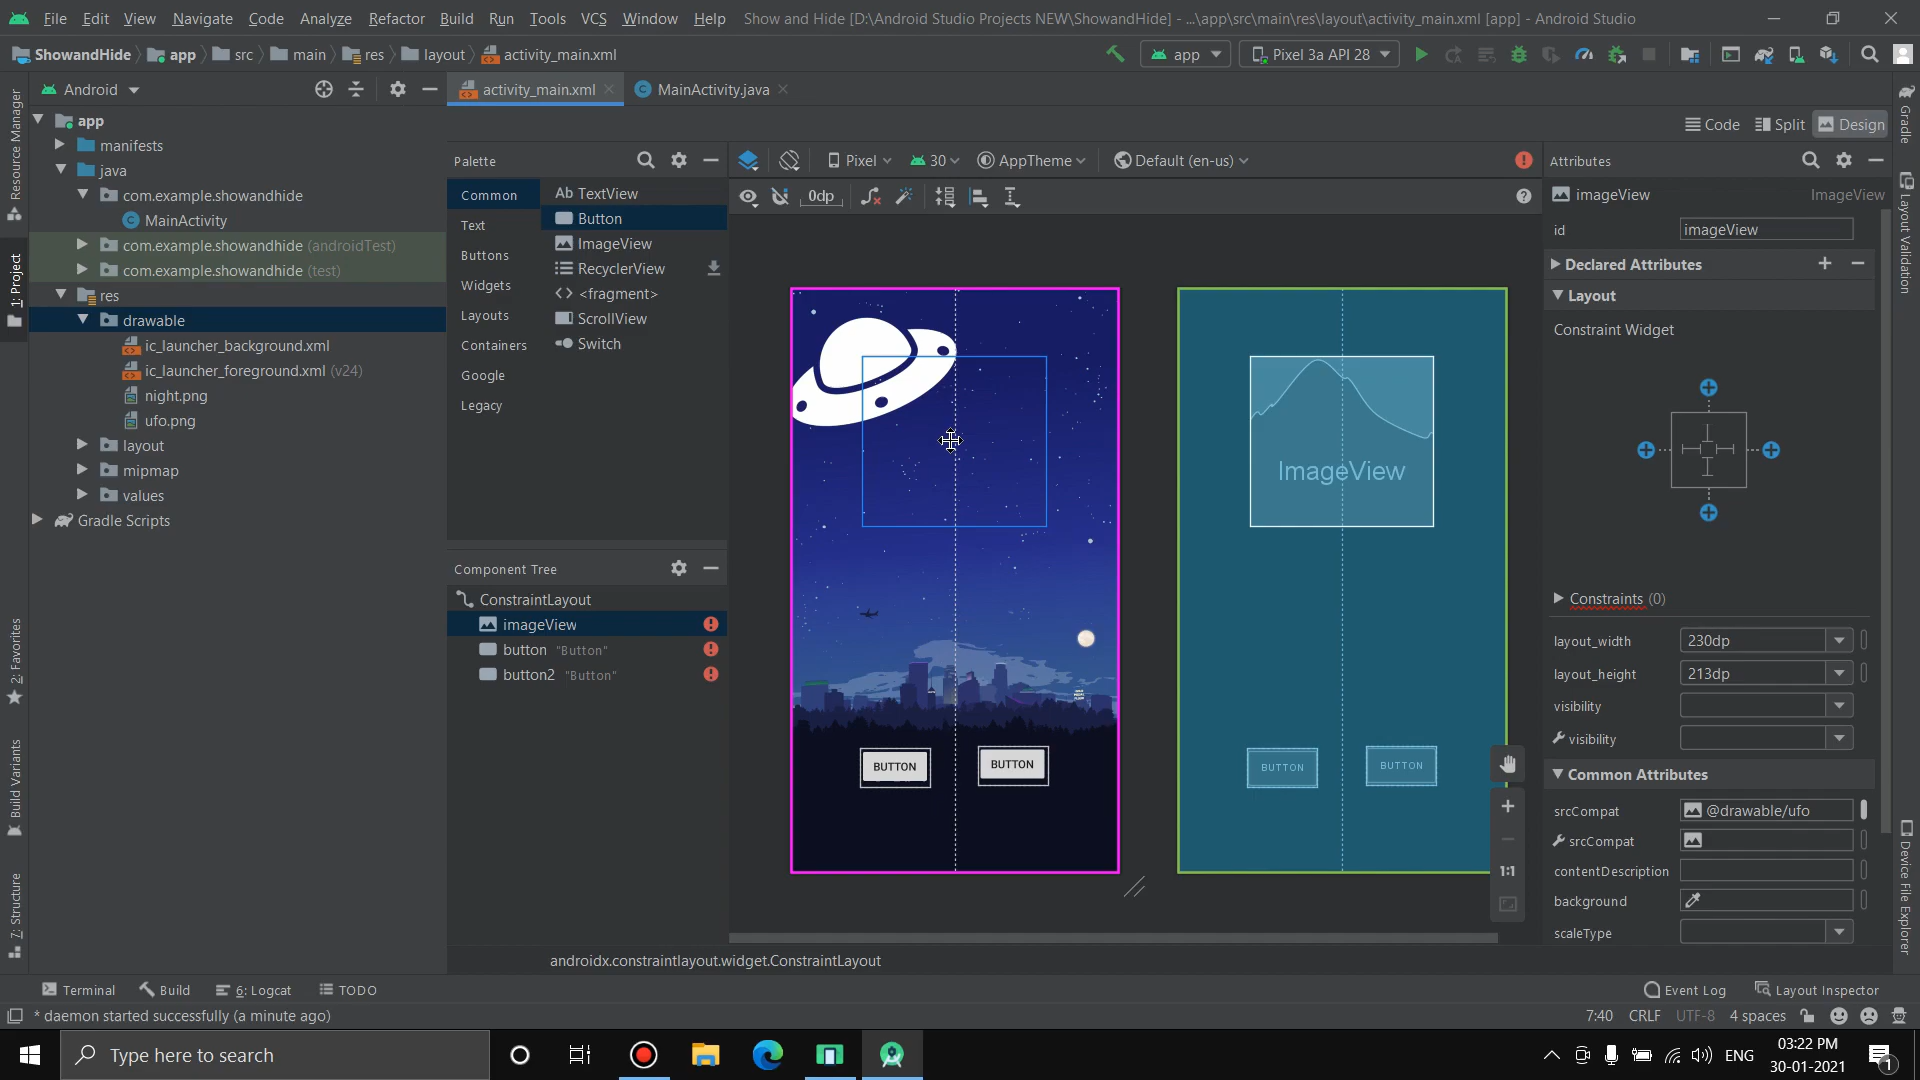 File Edit View Navigate Code Analyze Refactor Build Run Tools VCS Window Help Show and Hide [D:\Android Studio Projects NEW\ShowandHide] - ...\app\src\main\res\layout\activity_main.xml [app] - Android Studio
ShowandHide app src main res layout activity_main.xml app Pixel 3a API 28
Android
activity_main.xml MainActivity.java
Code Split Design
app
manifests
java
com.example.showandhide
MainActivity
com.example.showandhide (androidTest)
com.example.showandhide (test)
res
drawable
ic_launcher_background.xml
ic_launcher_foreground.xml (v24)
night.png
ufo.png
layout
mipmap
values
Gradle Scripts
Resource Manager
1: Project
2: Favorites
Build Variants
7: Structure
Palette
Common
Text
Buttons
Widgets
Layouts
Containers
Google
Legacy
Ab TextView
Button
ImageView
RecyclerView
<fragment>
ScrollView
Switch
Component Tree
ConstraintLayout
imageView
button "Button"
button2 "Button"
Pixel 30 AppTheme Default (en-us)
0dp
BUTTON
BUTTON
ImageView
BUTTON
BUTTON
1:1
androidx.constraintlayout.widget.ConstraintLayout
Attributes
imageView ImageView
id imageView
Declared Attributes
Layout
Constraint Widget
Constraints (0)
layout_width 230dp
layout_height 213dp
visibility
visibility
Common Attributes
srcCompat @drawable/ufo
srcCompat
contentDescription
background
scaleType
Gradle
Layout Validation
Device File Explorer
Terminal Build 6: Logcat TODO Event Log Layout Inspector
* daemon started successfully (a minute ago) 7:40 CRLF UTF-8 4 spaces
Type here to search
ENG
03:22 PM
30-01-2021
1